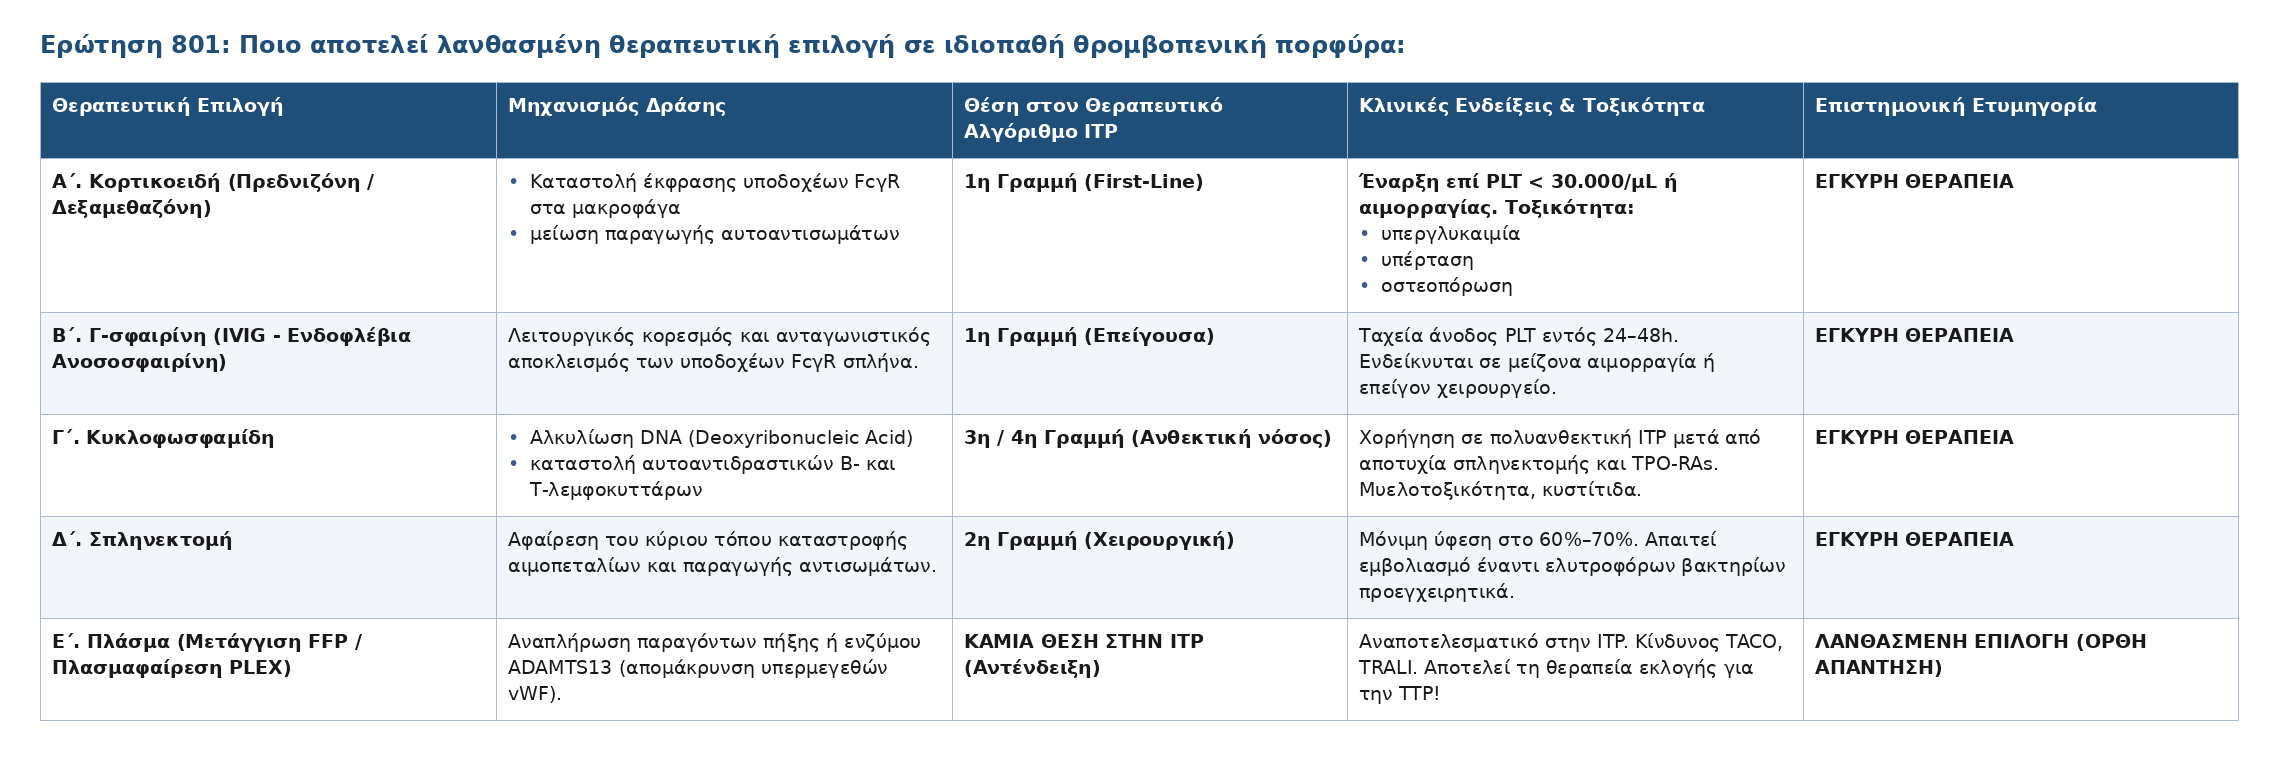 Ερώτηση 801: Ποιο αποτελεί λανθασμένη θεραπευτική επιλογή σε ιδιοπαθή θρομβοπενική πορφύρα:
Θεραπευτική Επιλογή
Μηχανισμός Δράσης
Θέση στον Θεραπευτικό
Αλγόριθμο ITP
Κλινικές Ενδείξεις & Τοξικότητα
Επιστημονική Ετυμηγορία
Α΄. Κορτικοειδή (Πρεδνιζόνη /
Δεξαμεθαζόνη)
• Καταστολή έκφρασης υποδοχέων FcγR
στα μακροφάγα
• μείωση παραγωγής αυτοαντισωμάτων
1η Γραμμή (First-Line)
Έναρξη επί PLT < 30.000/μL ή
αιμορραγίας. Τοξικότητα:
• υπεργλυκαιμία
• υπέρταση
• οστεοπόρωση
ΕΓΚΥΡΗ ΘΕΡΑΠΕΙΑ
Β΄. Γ-σφαιρίνη (IVIG - Ενδοφλέβια
Ανοσοσφαιρίνη)
Λειτουργικός κορεσμός και ανταγωνιστικός
αποκλεισμός των υποδοχέων FcγR σπλήνα.
1η Γραμμή (Επείγουσα)
Ταχεία άνοδος PLT εντός 24–48h.
Ενδείκνυται σε μείζονα αιμορραγία ή
επείγον χειρουργείο.
ΕΓΚΥΡΗ ΘΕΡΑΠΕΙΑ
Γ΄. Κυκλοφωσφαμίδη
• Αλκυλίωση DNA (Deoxyribonucleic Acid)
• καταστολή αυτοαντιδραστικών Β- και
Τ-λεμφοκυττάρων
3η / 4η Γραμμή (Ανθεκτική νόσος)
Χορήγηση σε πολυανθεκτική ITP μετά από
αποτυχία σπληνεκτομής και TPO-RAs.
Μυελοτοξικότητα, κυστίτιδα.
ΕΓΚΥΡΗ ΘΕΡΑΠΕΙΑ
Δ΄. Σπληνεκτομή
Αφαίρεση του κύριου τόπου καταστροφής
αιμοπεταλίων και παραγωγής αντισωμάτων.
2η Γραμμή (Χειρουργική)
Μόνιμη ύφεση στο 60%–70%. Απαιτεί
εμβολιασμό έναντι ελυτροφόρων βακτηρίων
προεγχειρητικά.
ΕΓΚΥΡΗ ΘΕΡΑΠΕΙΑ
Ε΄. Πλάσμα (Μετάγγιση FFP /
Πλασμαφαίρεση PLEX)
Αναπλήρωση παραγόντων πήξης ή ενζύμου
ADAMTS13 (απομάκρυνση υπερμεγεθών
vWF).
ΚΑΜΙΑ ΘΕΣΗ ΣΤΗΝ ITP
(Αντένδειξη)
Αναποτελεσματικό στην ITP. Κίνδυνος TACO,
TRALI. Αποτελεί τη θεραπεία εκλογής για
την TTP!
ΛΑΝΘΑΣΜΕΝΗ ΕΠΙΛΟΓΗ (ΟΡΘΗ
ΑΠΑΝΤΗΣΗ)